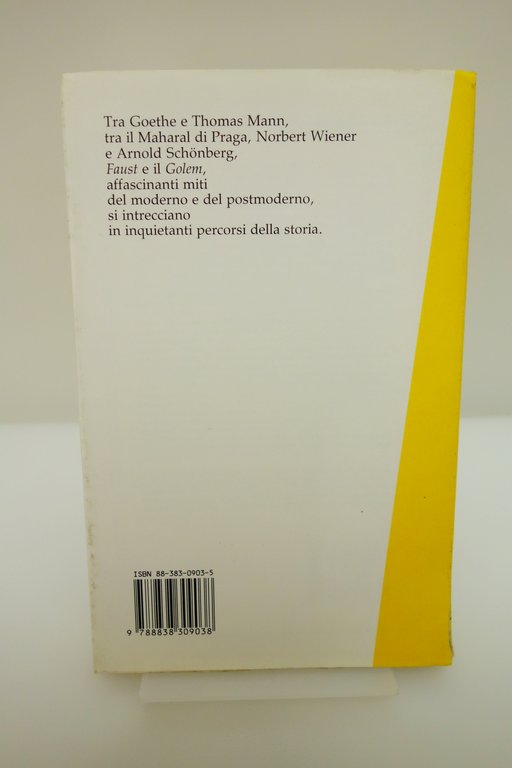 Tra Goethe e Thomas Mann,
tra il Maharal di Praga, Norbert Wiener
e Arnold Schönberg,
Faust e il Golem,
affascinanti miti
del moderno e del postmoderno,
si intrecciano
in inquietanti percorsi della storia.
ISBN 88-383-0903-5
9 788838 309038